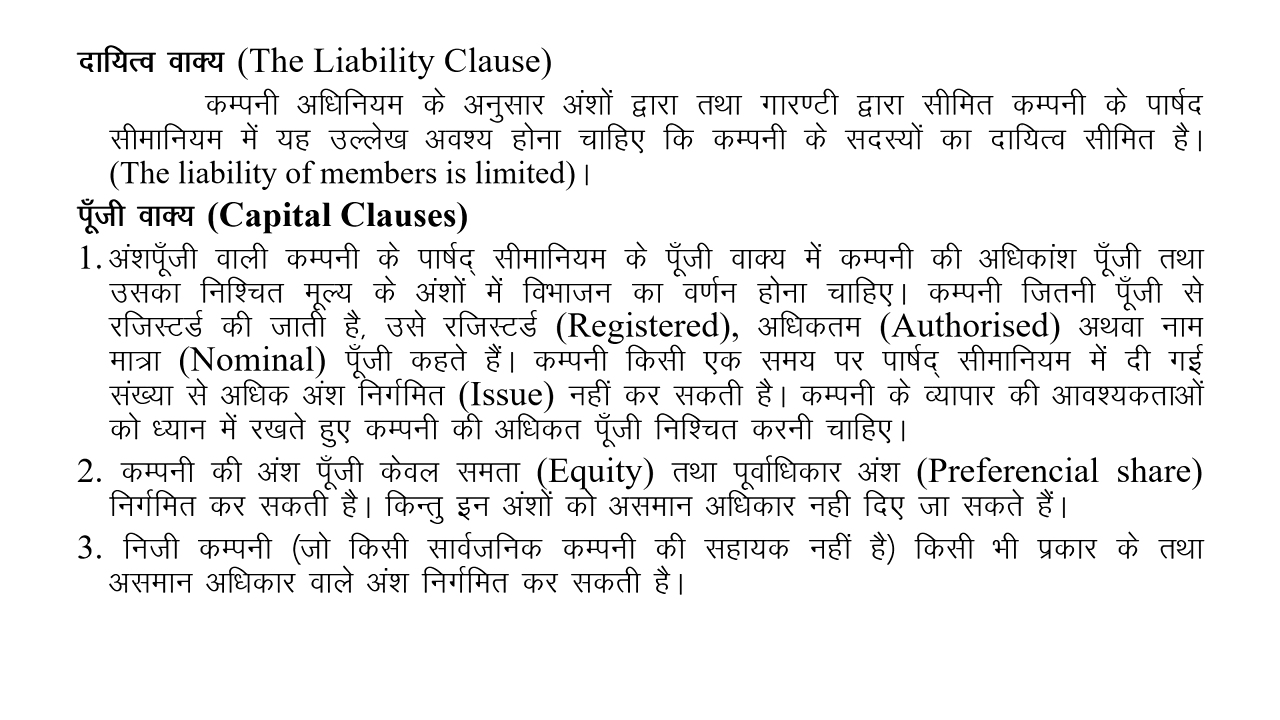 दायित्व वाक्य (The Liability Clause)
कम्पनी अधिनियम के अनुसार अंशों द्वारा तथा गारण्टी द्वारा सीमित कम्पनी के पार्षद
सीमानियम में यह उल्लेख अवश्य होना चाहिए कि कम्पनी के सदस्यों का दायित्व सीमित है।
(The liability of members is limited)।
पूँजी वाक्य (Capital Clauses)
1. अंशपूँजी वाली कम्पनी के पार्षद् सीमानियम के पूँजी वाक्य में कम्पनी की अधिकांश पूँजी तथा
उसका निश्चित मूल्य के अंशों में विभाजन का वर्णन होना चाहिए। कम्पनी जितनी पूँजी से
रजिस्टर्ड की जाती है, उसे रजिस्टर्ड (Registered), अधिकतम (Authorised) अथवा नाम
मात्रा (Nominal) पूँजी कहते हैं। कम्पनी किसी एक समय पर पार्षद् सीमानियम में दी गई
संख्या से अधिक अंश निर्गमित (Issue) नहीं कर सकती है। कम्पनी के व्यापार की आवश्यकताओं
को ध्यान में रखते हुए कम्पनी की अधिकत पूँजी निश्चित करनी चाहिए।
2. कम्पनी की अंश पूँजी केवल समता (Equity) तथा पूर्वाधिकार अंश (Preferencial share)
निर्गमित कर सकती है। किन्तु इन अंशों को असमान अधिकार नही दिए जा सकते हैं।
3. निजी कम्पनी (जो किसी सार्वजनिक कम्पनी की सहायक नहीं है) किसी भी प्रकार के तथा
असमान अधिकार वाले अंश निर्गमित कर सकती है।